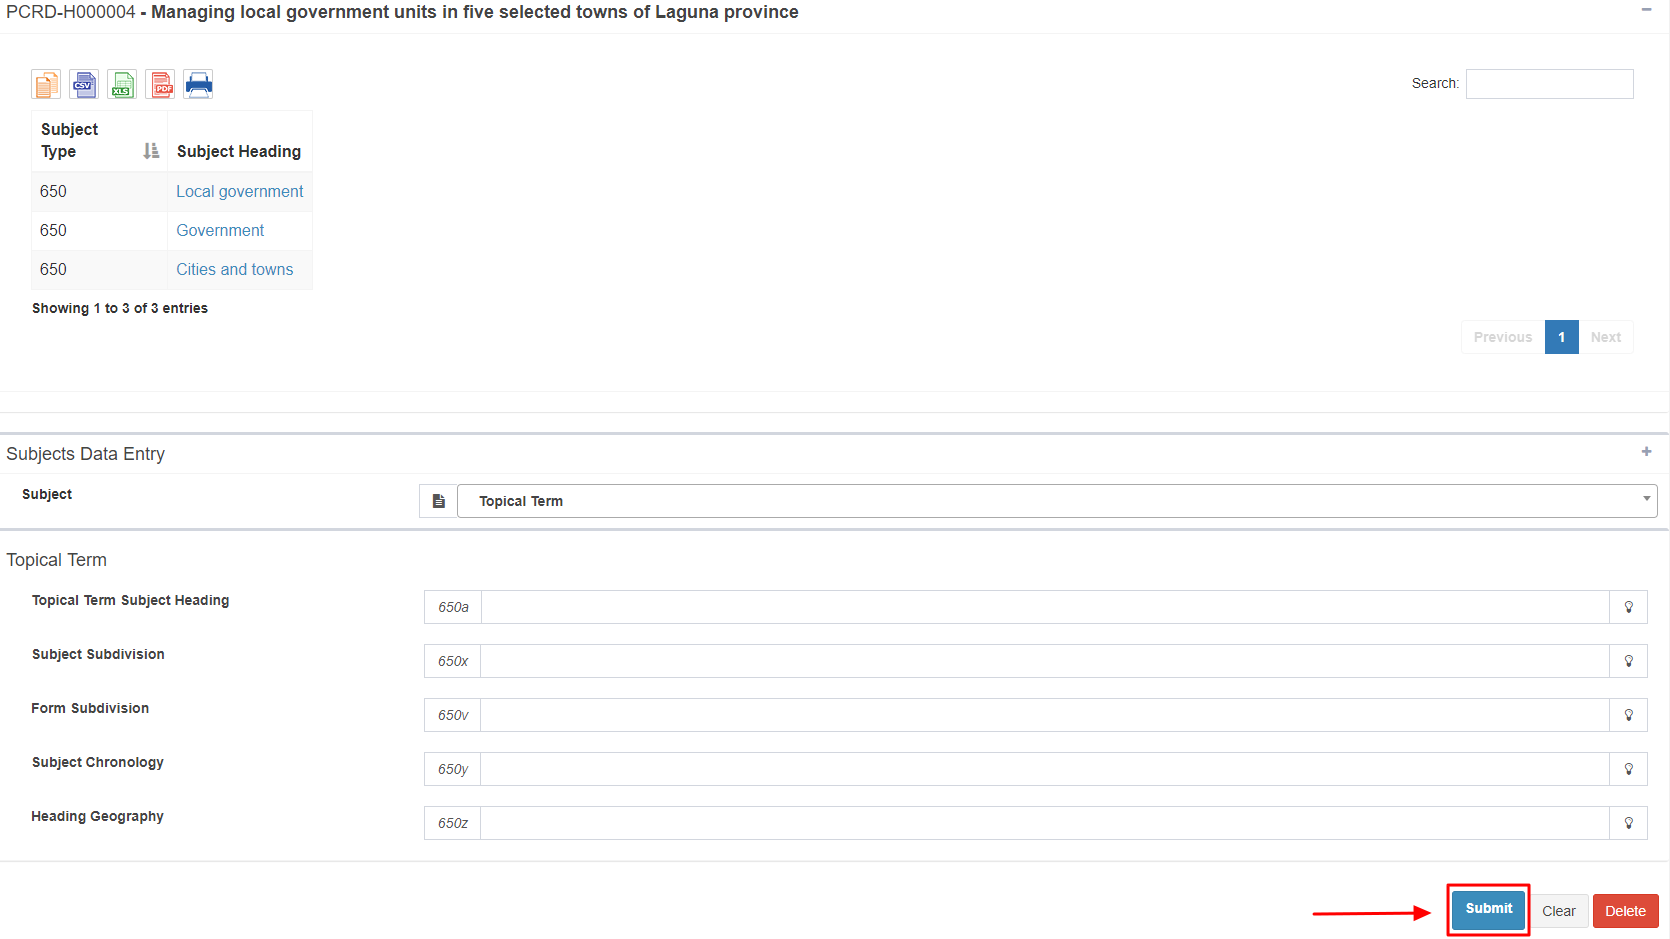 PCRD-H000004 - Managing local government units in five selected towns of Laguna province
CSV
XLS
PDF
Search:
Subject Type
Subject Heading
650 Local government
650 Government
650 Cities and towns
Showing 1 to 3 of 3 entries
Previous 1 Next
Subjects Data Entry
Subject
Topical Term
Topical Term
Topical Term Subject Heading 650a
Subject Subdivision 650x
Form Subdivision 650v
Subject Chronology 650y
Heading Geography 650z
Submit Clear Delete